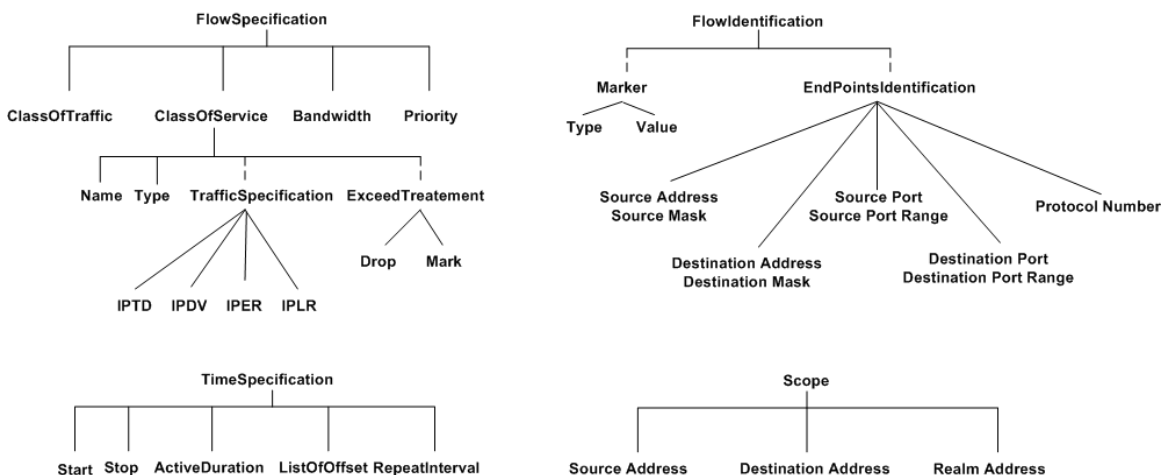 FlowSpecification
ClassOfTraffic ClassOfService Bandwidth Priority
Name Type TrafficSpecification ExceedTreatement
Drop Mark
IPTD IPDV IPER IPLR
FlowIdentification
Marker EndPointsIdentification
Type Value
Source Address
Source Mask
Source Port
Source Port Range
Protocol Number
Destination Address
Destination Mask
Destination Port
Destination Port Range
TimeSpecification
Start Stop ActiveDuration ListOfOffset RepeatInterval
Scope
Source Address Destination Address Realm Address